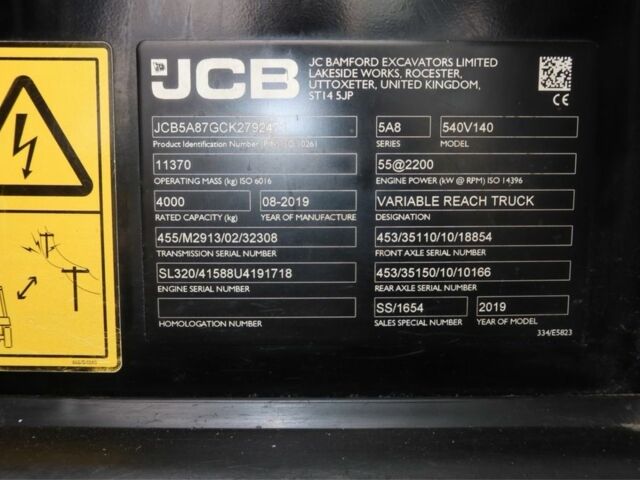 JCB
JC BAMFORD EXCAVATORS LIMITED
LAKESIDE WORKS, ROCESTER,
UTTOXETER, UNITED KINGDOM,
ST14 5JP
CE
5A8 540V140
Product Identification Number
SERIES MODEL
11370 55@2200
OPERATING MASS (kg) ISO 6016 ENGINE POWER (kW @ RPM) ISO 14396
4000 08-2019 VARIABLE REACH TRUCK
RATED CAPACITY (kg) YEAR OF MANUFACTURE DESIGNATION
455/M2913/02/32308 453/35110/10/18854
TRANSMISSION SERIAL NUMBER FRONT AXLE SERIAL NUMBER
SL320/41588U4191718 453/35150/10/10166
ENGINE SERIAL NUMBER REAR AXLE SERIAL NUMBER
SS/1654 2019
HOMOLOGATION NUMBER SALES SPECIAL NUMBER YEAR OF MODEL
334/E5823